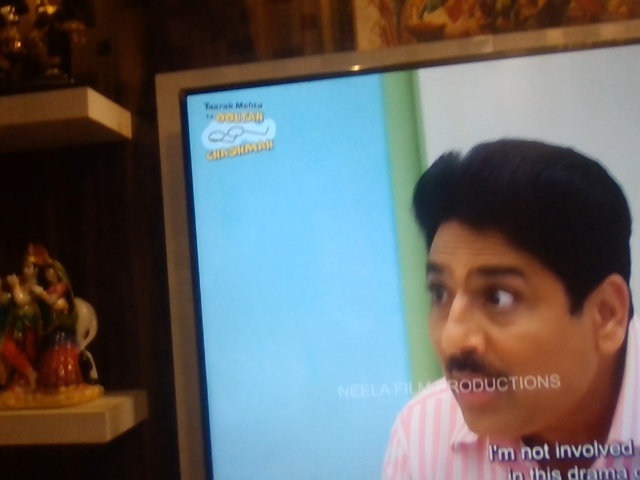 Taarak Mehta
OOLTAH
CHASHMAH
NEELA FILM PRODUCTIONS
I'm not involved
in this drama